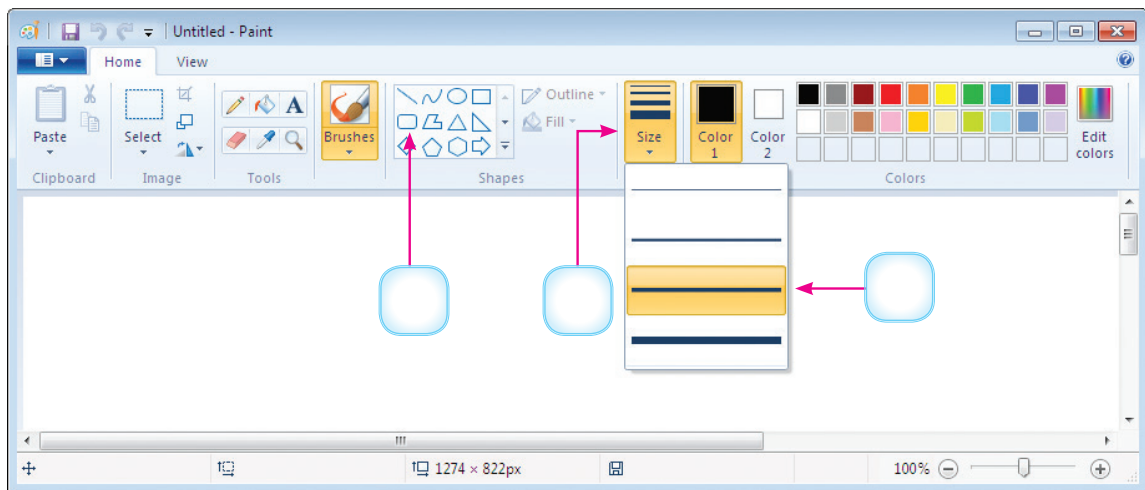 Untitled - Paint
Home View
Outline
Fill
Paste Select Brushes Size Color 1 Color 2 Edit colors
Clipboard Image Tools Shapes Colors
1274 × 822px 100%